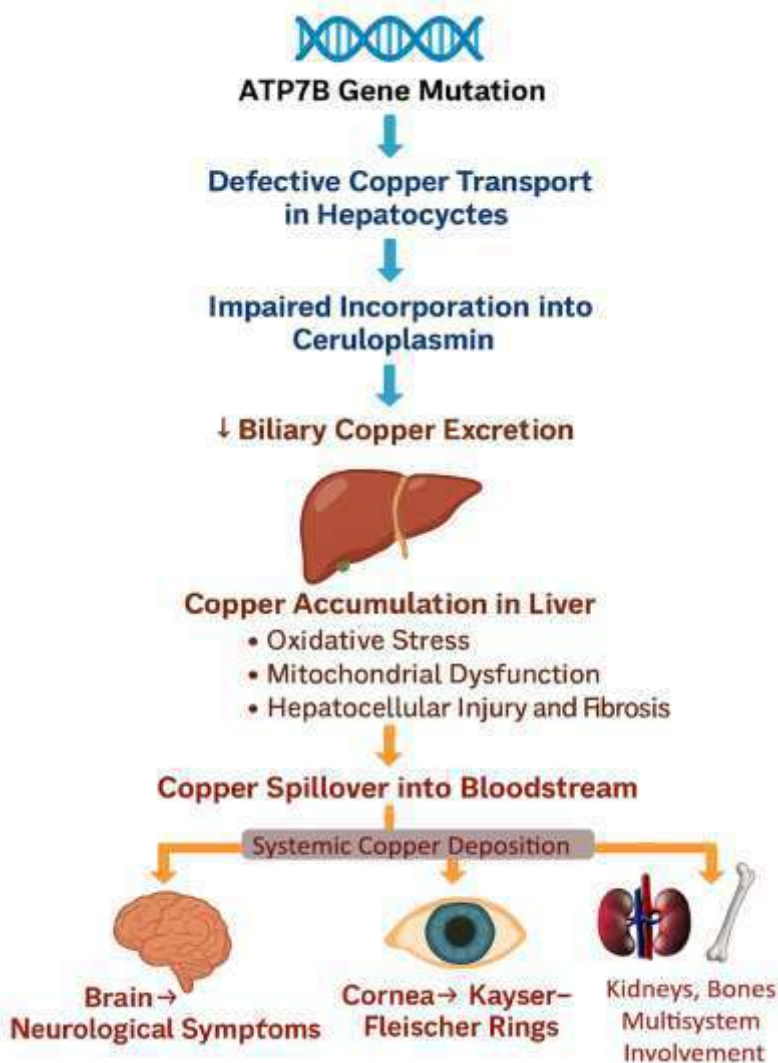 ATP7B Gene Mutation
Defective Copper Transport
in Hepatocyctes
Impaired Incorporation into
Ceruloplasmin
↓ Biliary Copper Excretion
Copper Accumulation in Liver
• Oxidative Stress
• Mitochondrial Dysfunction
• Hepatocellular Injury and Fibrosis
Copper Spillover into Bloodstream
Systemic Copper Deposition
Brain→
Neurological Symptoms
Cornea→ Kayser–
Fleischer Rings
Kidneys, Bones
Multisystem
Involvement